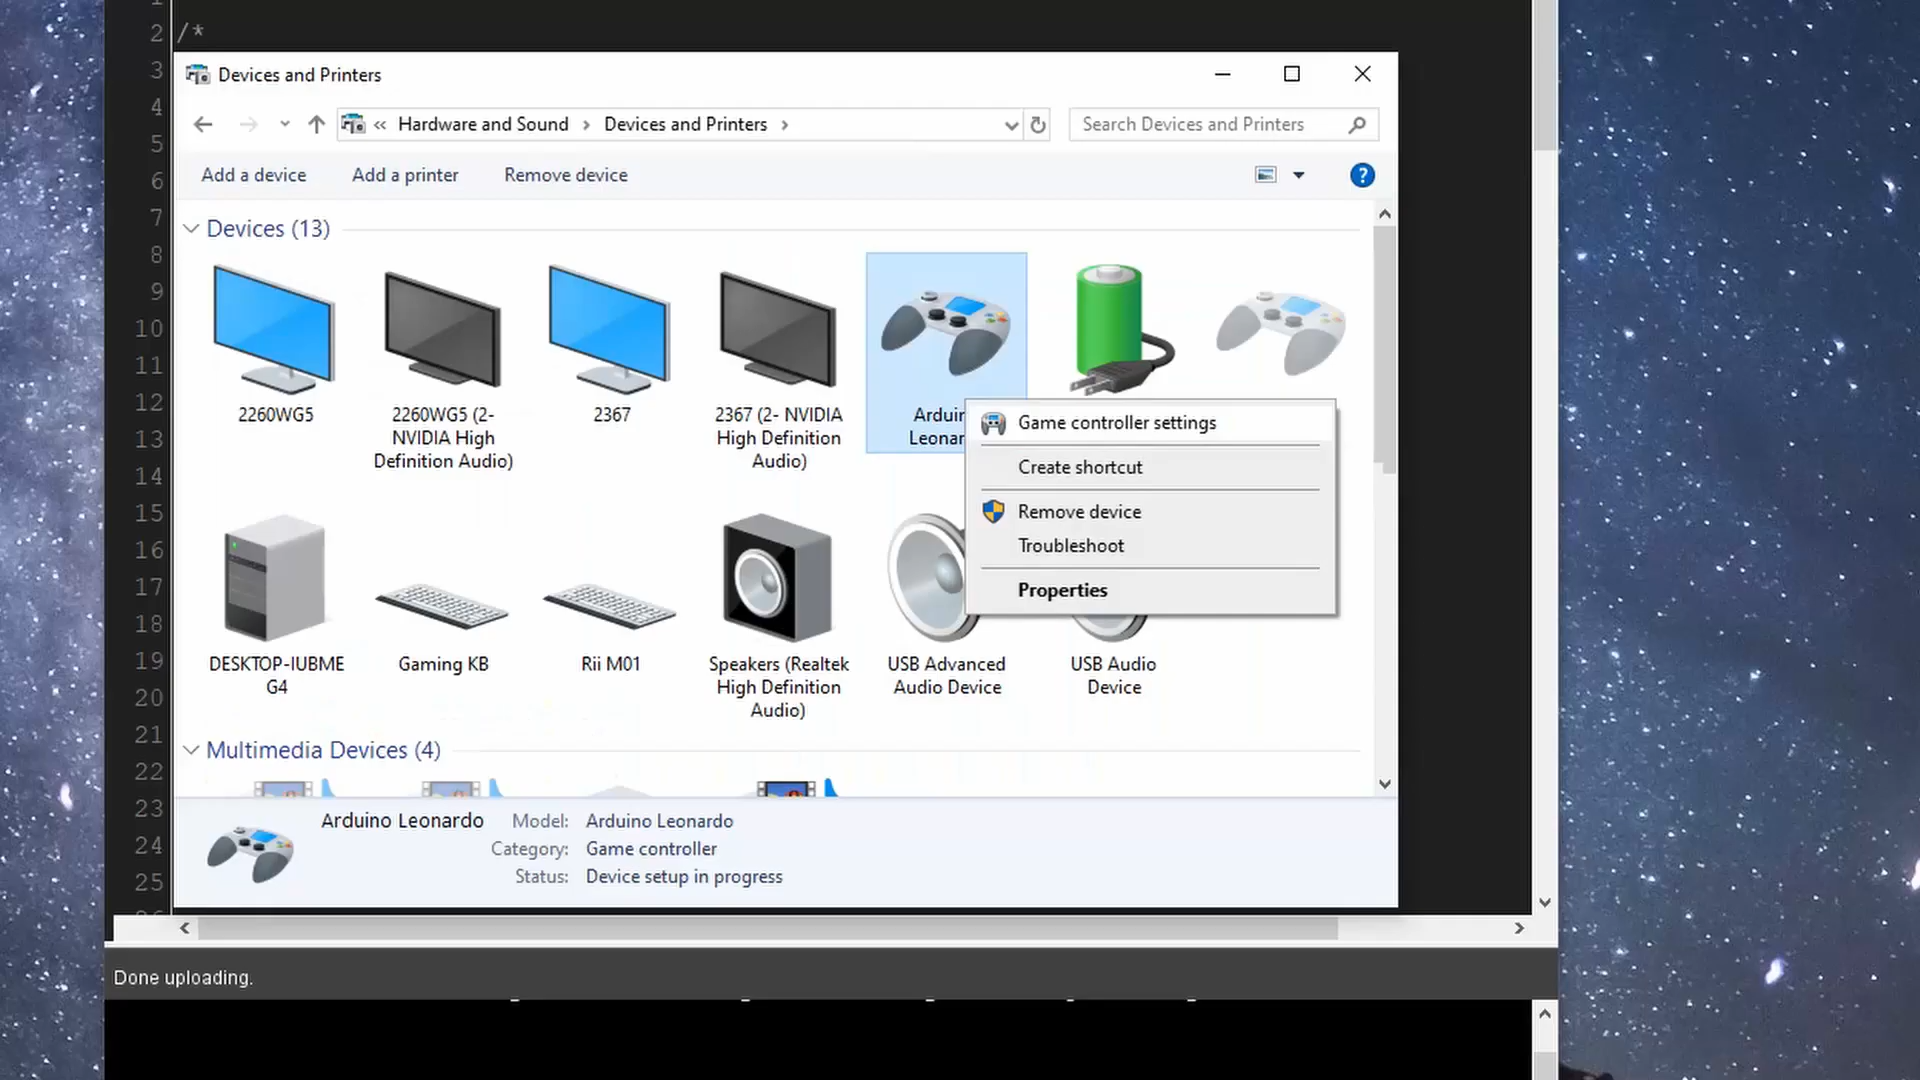 2
/*
3
4
5
6
7
8
9
10
11
12
13
14
15
16
17
18
19
20
21
22
23
24
25
Devices and Printers
« Hardware and Sound › Devices and Printers ›
Search Devices and Printers
Add a device
Add a printer
Remove device
?
Devices (13)
2260WG5
2260WG5 (2-
NVIDIA High
Definition Audio)
2367
2367 (2- NVIDIA
High Definition
Audio)
Arduin
Leonar
Game controller settings
Create shortcut
Remove device
Troubleshoot
Properties
DESKTOP-IUBME
G4
Gaming KB
Rii M01
Speakers (Realtek
High Definition
Audio)
USB Advanced
Audio Device
USB Audio
Device
Multimedia Devices (4)
Arduino Leonardo
Model: Arduino Leonardo
Category: Game controller
Status: Device setup in progress
Done uploading.